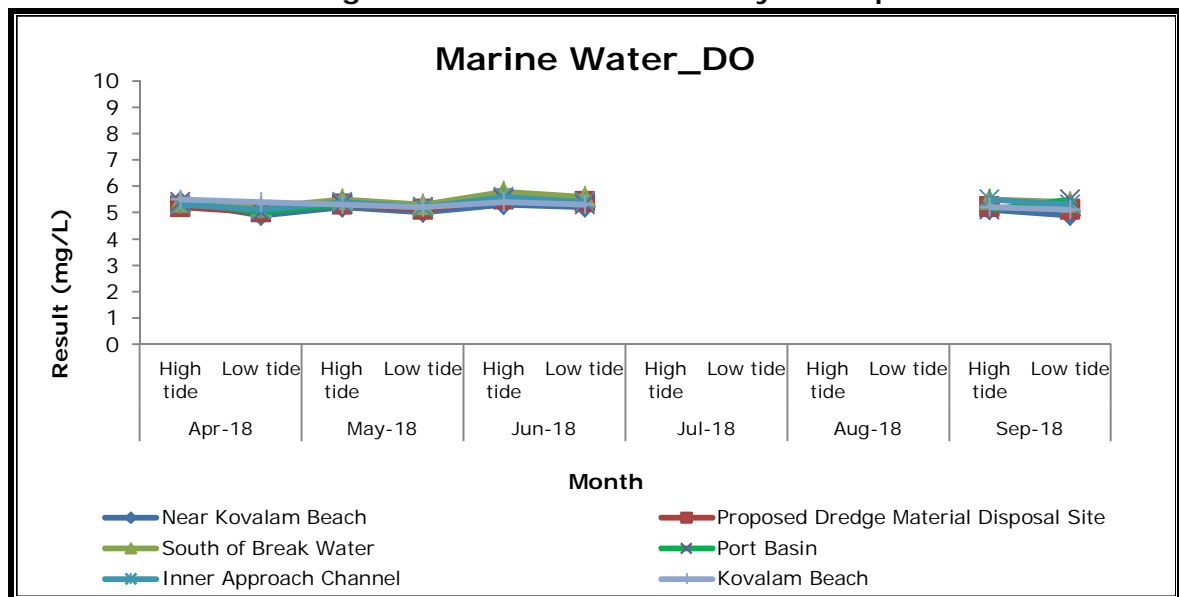 Marine Water_DO
Result (mg/L)
10
9
8
7
6
5
4
3
2
1
0
High tide Low tide High tide Low tide High tide Low tide High tide Low tide High tide Low tide High tide Low tide
Apr-18 May-18 Jun-18 Jul-18 Aug-18 Sep-18
Month
Near Kovalam Beach Proposed Dredge Material Disposal Site
South of Break Water Port Basin
Inner Approach Channel Kovalam Beach